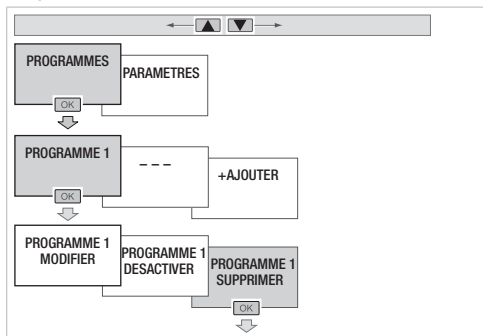 PROGRAMMES
PARAMETRES
OK
PROGRAMME 1
– – –
+AJOUTER
OK
PROGRAMME 1
MODIFIER
PROGRAMME 1
DESACTIVER
PROGRAMME 1
SUPPRIMER
OK